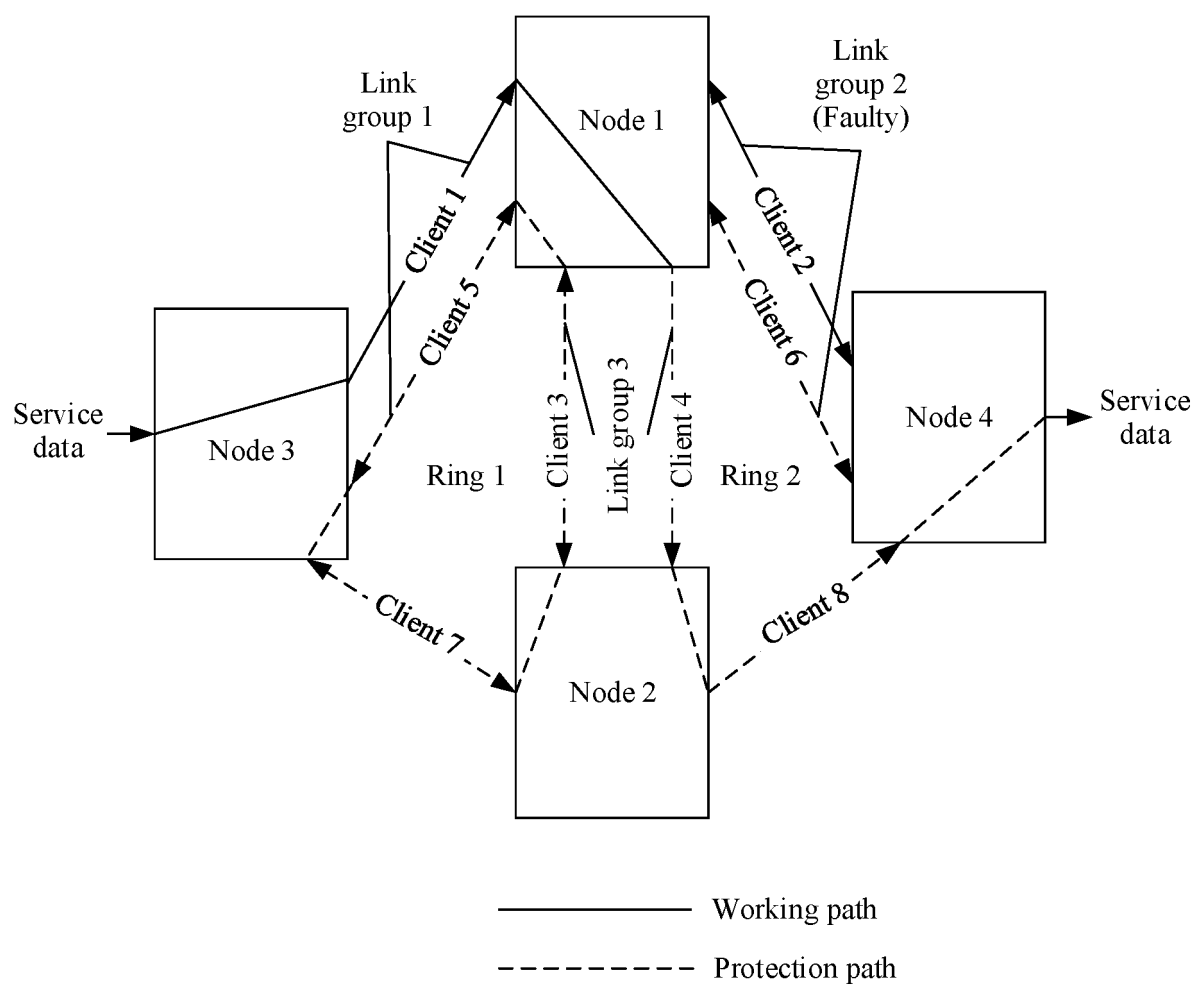 Link
group 1
Node 1
Link
group 2
(Faulty)
Client 1
Client 5
Client 2
Client 6
Service
data
Node 3
Ring 1
Client 3
Link group 3
Client 4
Ring 2
Node 4
Service
data
Client 7
Client 8
Node 2
Working path
Protection path